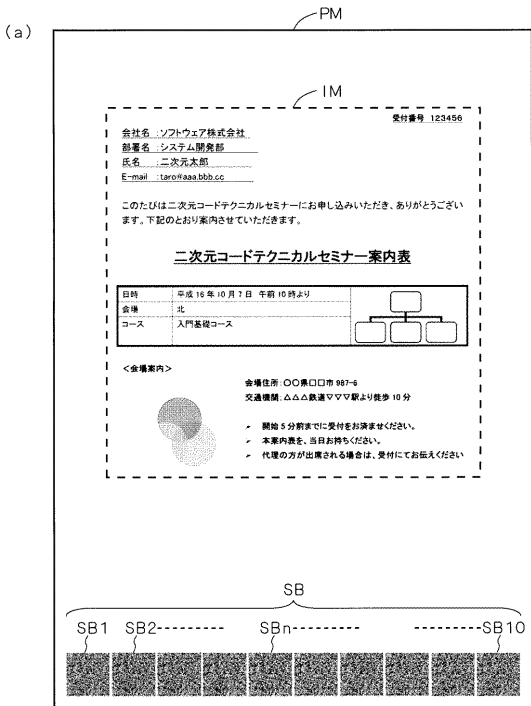 (a)
PM
IM
受付番号 123456
会社名 :ソフトウェア株式会社
部署名 :システム開発部
氏名 :二次元太郎
E-mail :taro@aaa.bbb.cc
このたびは二次元コードテクニカルセミナーにお申し込みいただき、ありがとうござい
ます。下記のとおり案内させていただきます。
二次元コードテクニカルセミナー案内表
日時 平成 16 年 10 月 7 日 午前 10 時より
会場 北
コース 入門基礎コース
<会場案内>
会場住所:〇〇県□□市 987-6
交通機関:△△△鉄道▽▽▽駅より徒歩 10 分
➢ 開始 5 分前までに受付をお済ませください。
➢ 本案内表を、当日お持ちください。
➢ 代理の方が出席される場合は、受付にてお伝えください
SB
SB1 SB2--------- SBn--------- ---------SB10